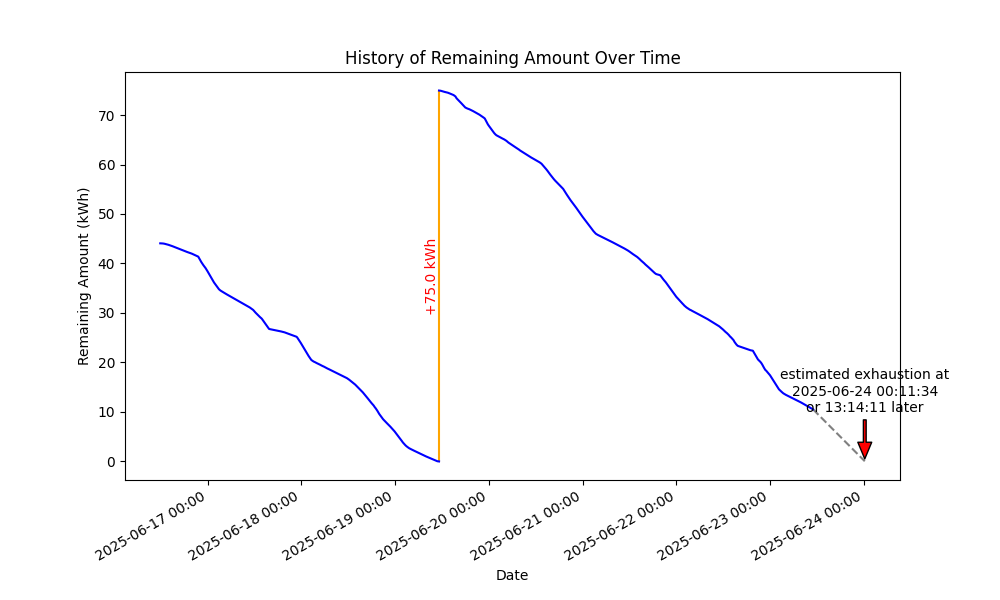 History of Remaining Amount Over Time
Remaining Amount (kWh)
70
60
50
40
30
20
10
0
+75.0 kWh
estimated exhaustion at
2025-06-24 00:11:34
or 13:14:11 later
2025-06-17 00:00
2025-06-18 00:00
2025-06-19 00:00
2025-06-20 00:00
2025-06-21 00:00
2025-06-22 00:00
2025-06-23 00:00
2025-06-24 00:00
Date